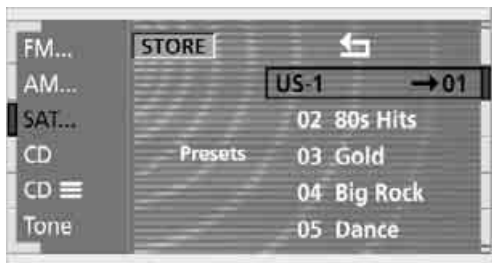 FM...
AM...
SAT...
CD
CD
Tone
STORE
US-1 →01
02 80s Hits
Presets 03 Gold
04 Big Rock
05 Dance